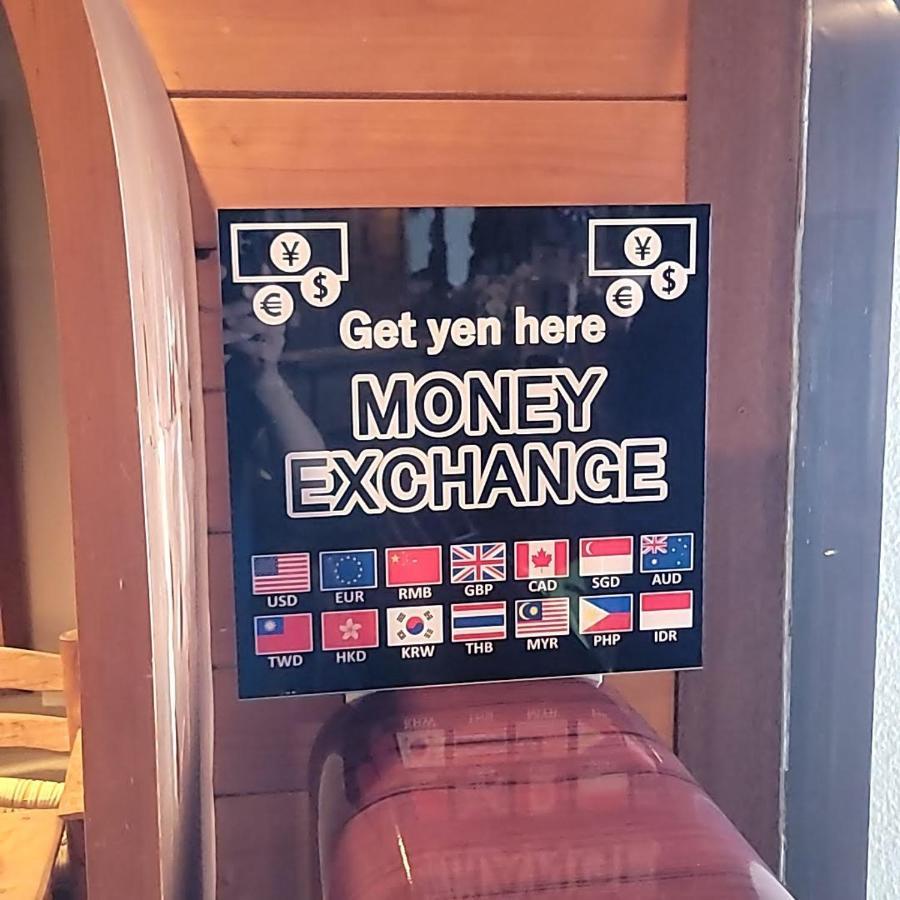 ¥ ¥
€ $ € $
Get yen here
MONEY
EXCHANGE
USD EUR RMB GBP CAD SGD AUD
TWD HKD KRW THB MYR PHP IDR